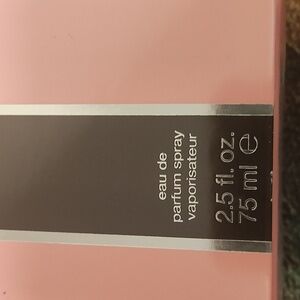 eau de
parfum spray
vaporisateur
2.5 fl. oz.
75 ml ℮